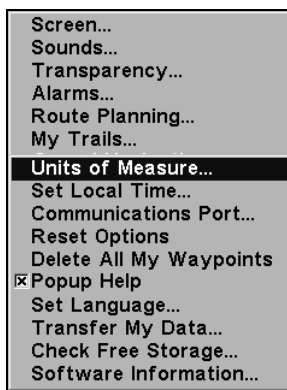 Screen...
Sounds...
Transparency...
Alarms...
Route Planning...
My Trails...
Units of Measure...
Set Local Time...
Communications Port...
Reset Options
Delete All My Waypoints
Popup Help
Set Language...
Transfer My Data...
Check Free Storage...
Software Information...